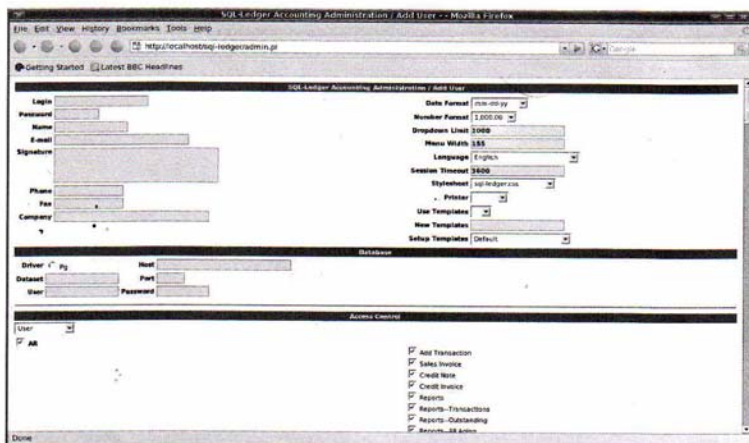 SQL-Ledger Accounting Administration / Add User - - Mozilla Firefox
File Edit View History Bookmarks Tools Help
http://localhost/sql-ledger/admin.pl
Google
Getting Started Latest BBC Headlines
SQL-Ledger Accounting Administration / Add User
Login
Password
Name
E-mail
Signature
Phone
Fax
Company
Date Format mm-dd-yy
Number Format 1,000.00
Dropdown Limit 1000
Menu Width 155
Language English
Session Timeout 3600
Stylesheet sql-ledger.css
Printer
Use Templates
New Templates
Setup Templates Default
Database
Driver Pg Host
Dataset Port
User Password
Access Control
User
AR
Add Transaction
Sales Invoice
Credit Note
Credit Invoice
Reports
Reports--Transactions
Reports--Outstanding
Reports--AR Aging
Done